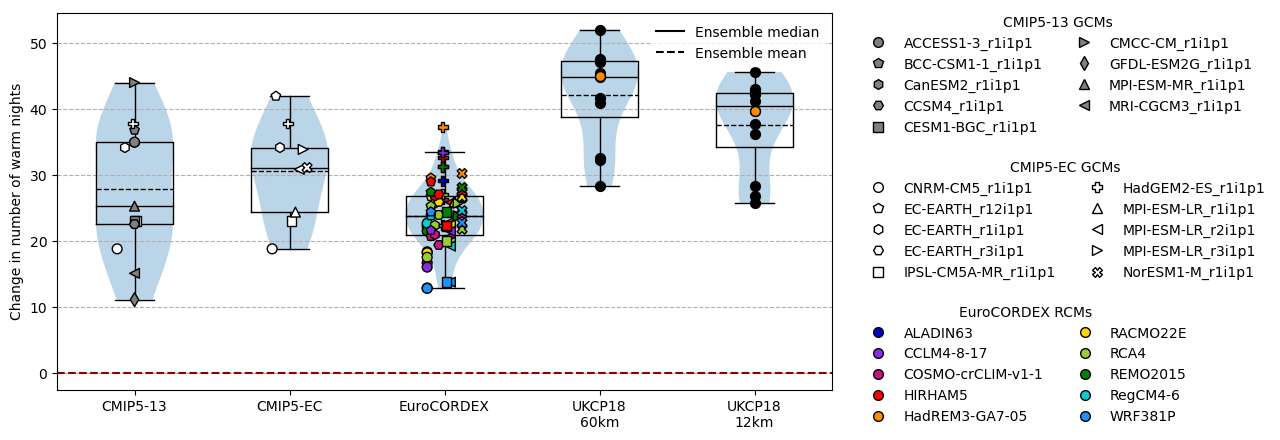 Change in number of warm nights
50
40
30
20
10
0
CMIP5-13
CMIP5-EC
EuroCORDEX
UKCP18
60km
UKCP18
12km
Ensemble median
Ensemble mean
CMIP5-13 GCMs
ACCESS1-3_r1i1p1
BCC-CSM1-1_r1i1p1
CanESM2_r1i1p1
CCSM4_r1i1p1
CESM1-BGC_r1i1p1
CMCC-CM_r1i1p1
GFDL-ESM2G_r1i1p1
MPI-ESM-MR_r1i1p1
MRI-CGCM3_r1i1p1
CMIP5-EC GCMs
CNRM-CM5_r1i1p1
EC-EARTH_r12i1p1
EC-EARTH_r1i1p1
EC-EARTH_r3i1p1
IPSL-CM5A-MR_r1i1p1
HadGEM2-ES_r1i1p1
MPI-ESM-LR_r1i1p1
MPI-ESM-LR_r2i1p1
MPI-ESM-LR_r3i1p1
NorESM1-M_r1i1p1
EuroCORDEX RCMs
ALADIN63
CCLM4-8-17
COSMO-crCLIM-v1-1
HIRHAM5
HadREM3-GA7-05
RACMO22E
RCA4
REMO2015
RegCM4-6
WRF381P